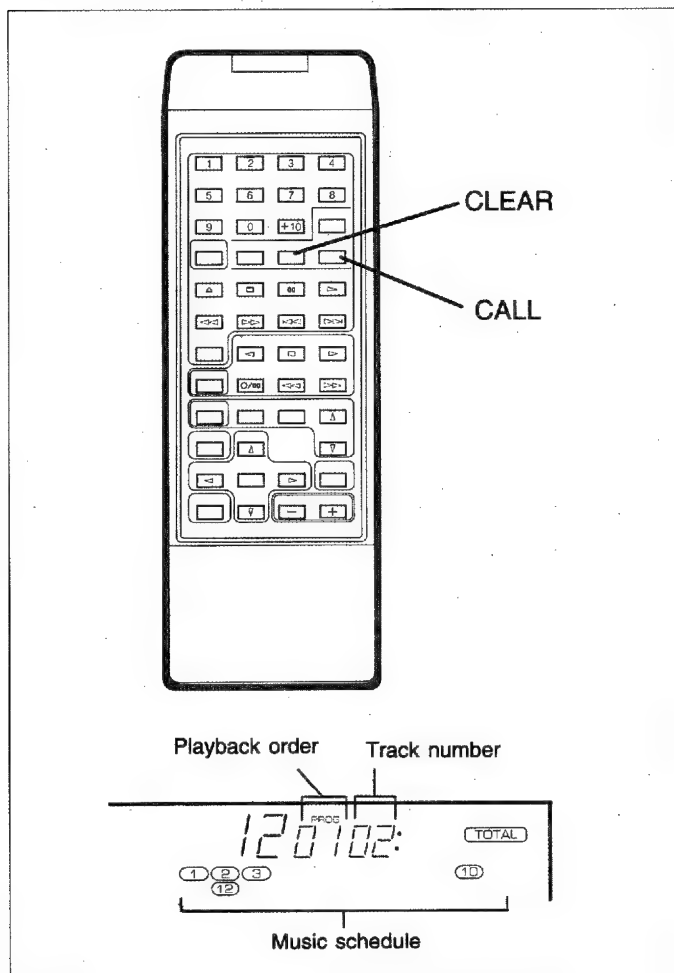 1 2 3 4
5 6 7 8
9 0 +10
CLEAR
CALL
− +
Playback order Track number
PROG
12 01 02:
TOTAL
1 2 3 10
12
Music schedule